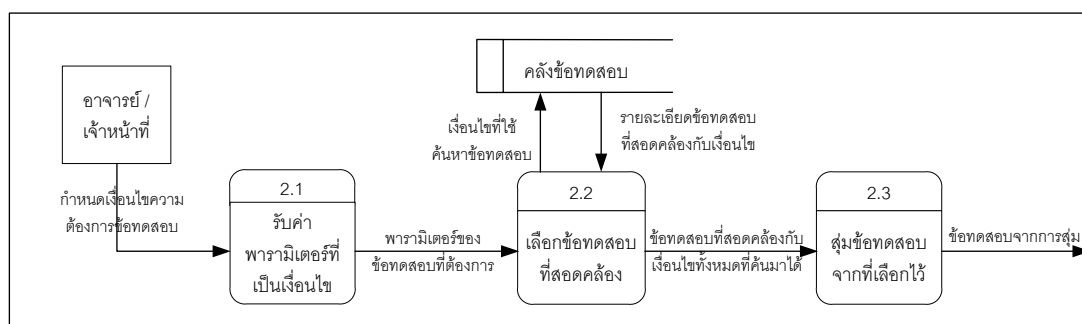 คลังข้อทดสอบ
อาจารย์ /
เจ้าหน้าที่
เงื่อนไขที่ใช้
ค้นหาข้อทดสอบ
รายละเอียดข้อทดสอบ
ที่สอดคล้องกับเงื่อนไข
กำหนดเงื่อนไขความ
ต้องการข้อทดสอบ
2.1
รับค่า
พารามิเตอร์ที่
เป็นเงื่อนไข
พารามิเตอร์ของ
ข้อทดสอบที่ต้องการ
2.2
เลือกข้อทดสอบ
ที่สอดคล้อง
ข้อทดสอบที่สอดคล้องกับ
เงื่อนไขทั้งหมดที่ค้นมาได้
2.3
สุ่มข้อทดสอบ
จากที่เลือกไว้
ข้อทดสอบจากการสุ่ม